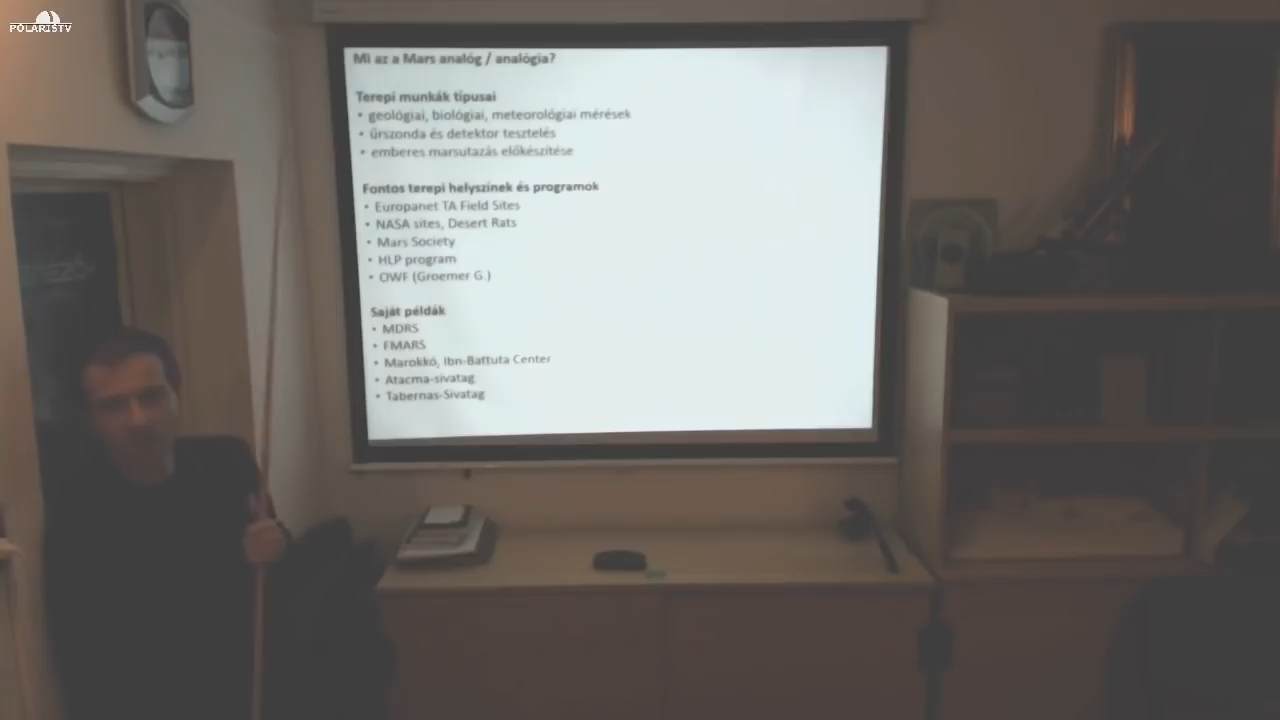 POLARISTV
Mi az a Mars analóg / analógia?
Terepi munkák típusai
• geológiai, biológiai, meteorológiai mérések
• űrszonda és detektor tesztelés
• emberes marsutazás előkészítése
Fontos terepi helyszínek és programok
• Europanet TA Field Sites
• NASA sites, Desert Rats
• Mars Society
• HLP program
• OWF (Groemer G.)
Saját példák
• MDRS
• FMARS
• Marokkó, Ibn-Battuta Center
• Atacma-sivatag
• Tabernas-Sivatag